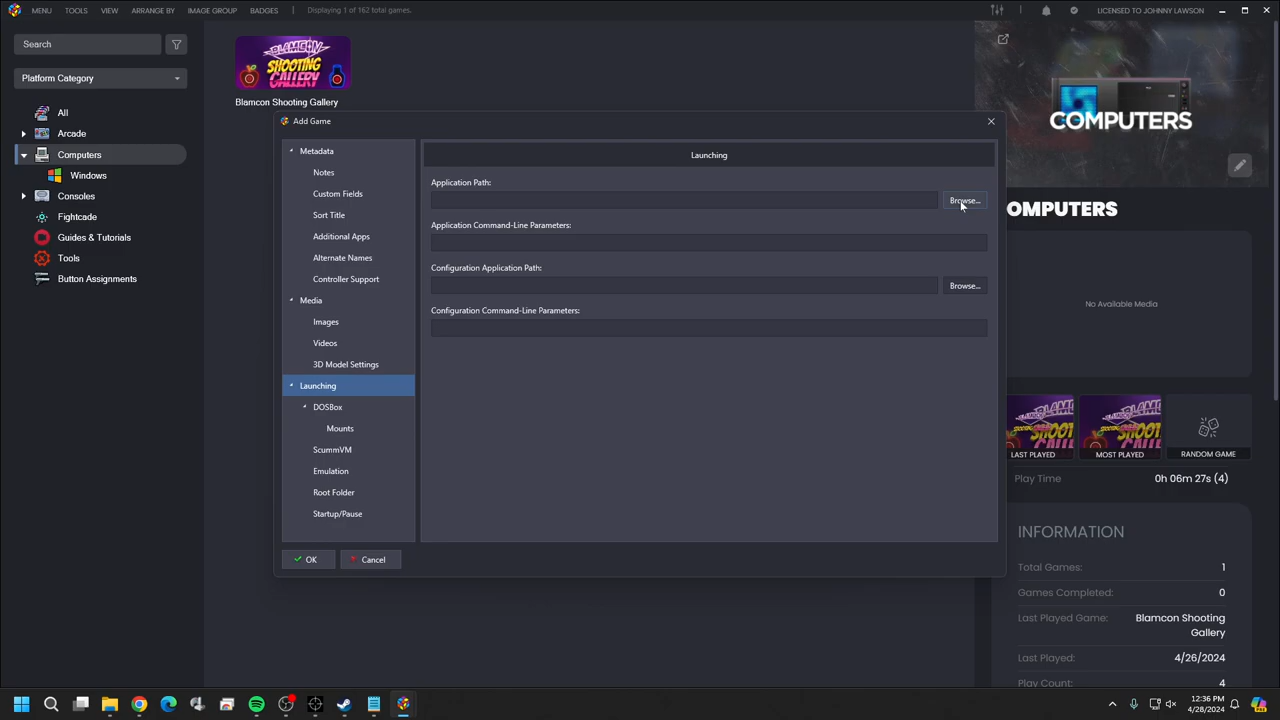 MENU TOOLS VIEW ARRANGE BY IMAGE GROUP BADGES Displaying 1 of 162 total games. LICENSED TO JOHNNY LAWSON
Search
Platform Category
All
Arcade
Computers
Windows
Consoles
Fightcade
Guides & Tutorials
Tools
Button Assignments
BLAMCON
SHOOTING
GALLERY
Blamcon Shooting Gallery
Add Game
Metadata
Notes
Custom Fields
Sort Title
Additional Apps
Alternate Names
Controller Support
Media
Images
Videos
3D Model Settings
Launching
DOSBox
Mounts
ScummVM
Emulation
Root Folder
Startup/Pause
Launching
Application Path:
Browse...
Application Command-Line Parameters:
Configuration Application Path:
Browse...
Configuration Command-Line Parameters:
OK Cancel
COMPUTERS
OMPUTERS
No Available Media
LAST PLAYED MOST PLAYED RANDOM GAME
Play Time 0h 06m 27s (4)
INFORMATION
Total Games: 1
Games Completed: 0
Last Played Game: Blamcon Shooting
Gallery
Last Played: 4/26/2024
Play Count: 4
12:36 PM
4/28/2024